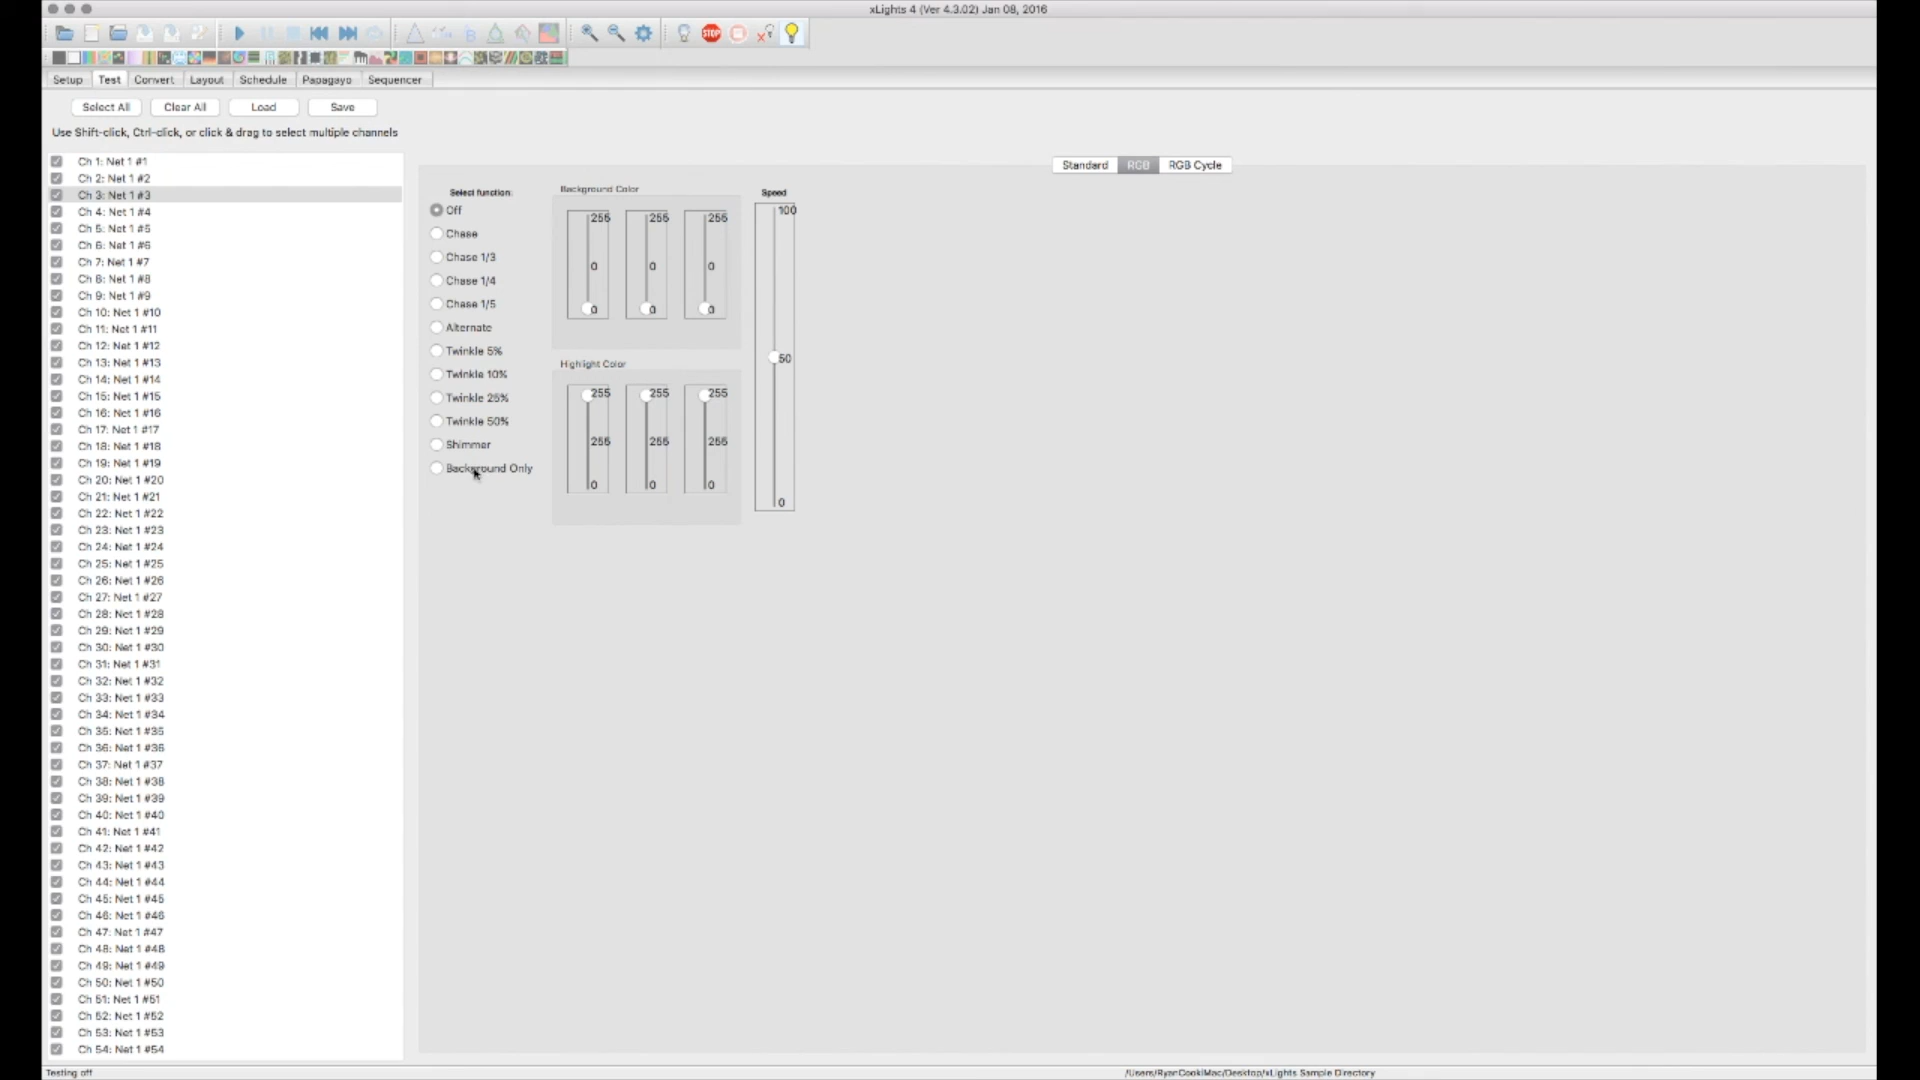 xLights 4 (Ver 4.3.02) Jan 08, 2016
STOP
Setup Test Convert Layout Schedule Papagayo Sequencer
Select All Clear All Load Save
Use Shift-click, Ctrl-click, or click & drag to select multiple channels
Ch 1: Net 1 #1
Ch 2: Net 1 #2
Ch 3: Net 1 #3
Ch 4: Net 1 #4
Ch 5: Net 1 #5
Ch 6: Net 1 #6
Ch 7: Net 1 #7
Ch 8: Net 1 #8
Ch 9: Net 1 #9
Ch 10: Net 1 #10
Ch 11: Net 1 #11
Ch 12: Net 1 #12
Ch 13: Net 1 #13
Ch 14: Net 1 #14
Ch 15: Net 1 #15
Ch 16: Net 1 #16
Ch 17: Net 1 #17
Ch 18: Net 1 #18
Ch 19: Net 1 #19
Ch 20: Net 1 #20
Ch 21: Net 1 #21
Ch 22: Net 1 #22
Ch 23: Net 1 #23
Ch 24: Net 1 #24
Ch 25: Net 1 #25
Ch 26: Net 1 #26
Ch 27: Net 1 #27
Ch 28: Net 1 #28
Ch 29: Net 1 #29
Ch 30: Net 1 #30
Ch 31: Net 1 #31
Ch 32: Net 1 #32
Ch 33: Net 1 #33
Ch 34: Net 1 #34
Ch 35: Net 1 #35
Ch 36: Net 1 #36
Ch 37: Net 1 #37
Ch 38: Net 1 #38
Ch 39: Net 1 #39
Ch 40: Net 1 #40
Ch 41: Net 1 #41
Ch 42: Net 1 #42
Ch 43: Net 1 #43
Ch 44: Net 1 #44
Ch 45: Net 1 #45
Ch 46: Net 1 #46
Ch 47: Net 1 #47
Ch 48: Net 1 #48
Ch 49: Net 1 #49
Ch 50: Net 1 #50
Ch 51: Net 1 #51
Ch 52: Net 1 #52
Ch 53: Net 1 #53
Ch 54: Net 1 #54
Standard RGB RGB Cycle
Select function:
Off
Chase
Chase 1/3
Chase 1/4
Chase 1/5
Alternate
Twinkle 5%
Twinkle 10%
Twinkle 25%
Twinkle 50%
Shimmer
Background Only
Background Color
255 255 255
0 0 0
0 0 0
Highlight Color
255 255 255
255 255 255
0 0 0
Speed
100
50
0
Testing off
/Users/RyanCookiMac/Desktop/xLights Sample Directory